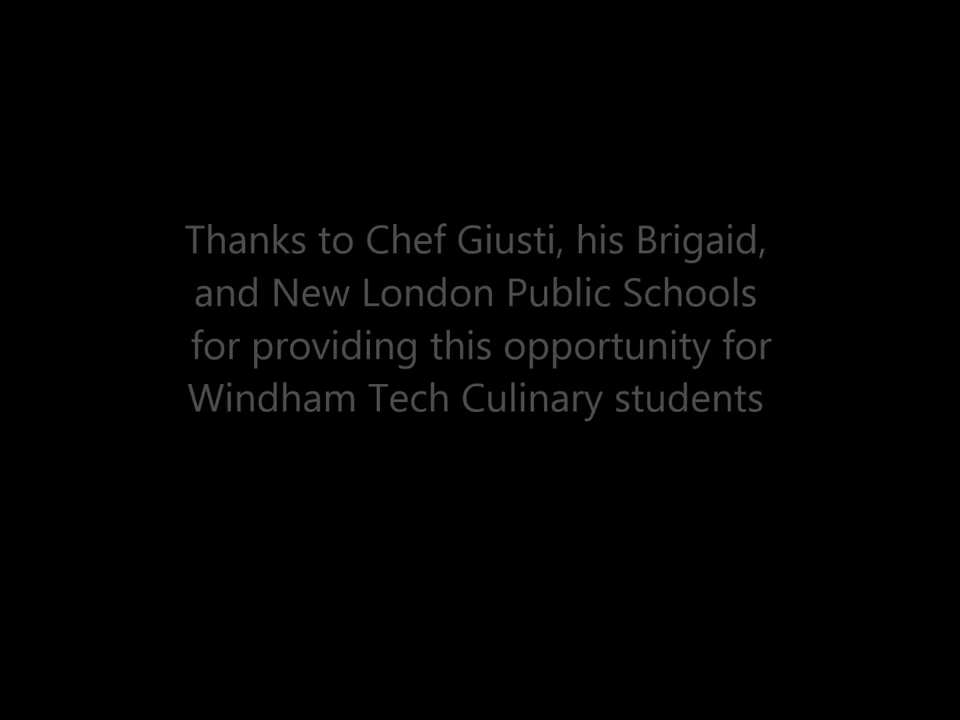 Thanks to Chef Giusti, his Brigaid,
and New London Public Schools
for providing this opportunity for
Windham Tech Culinary students